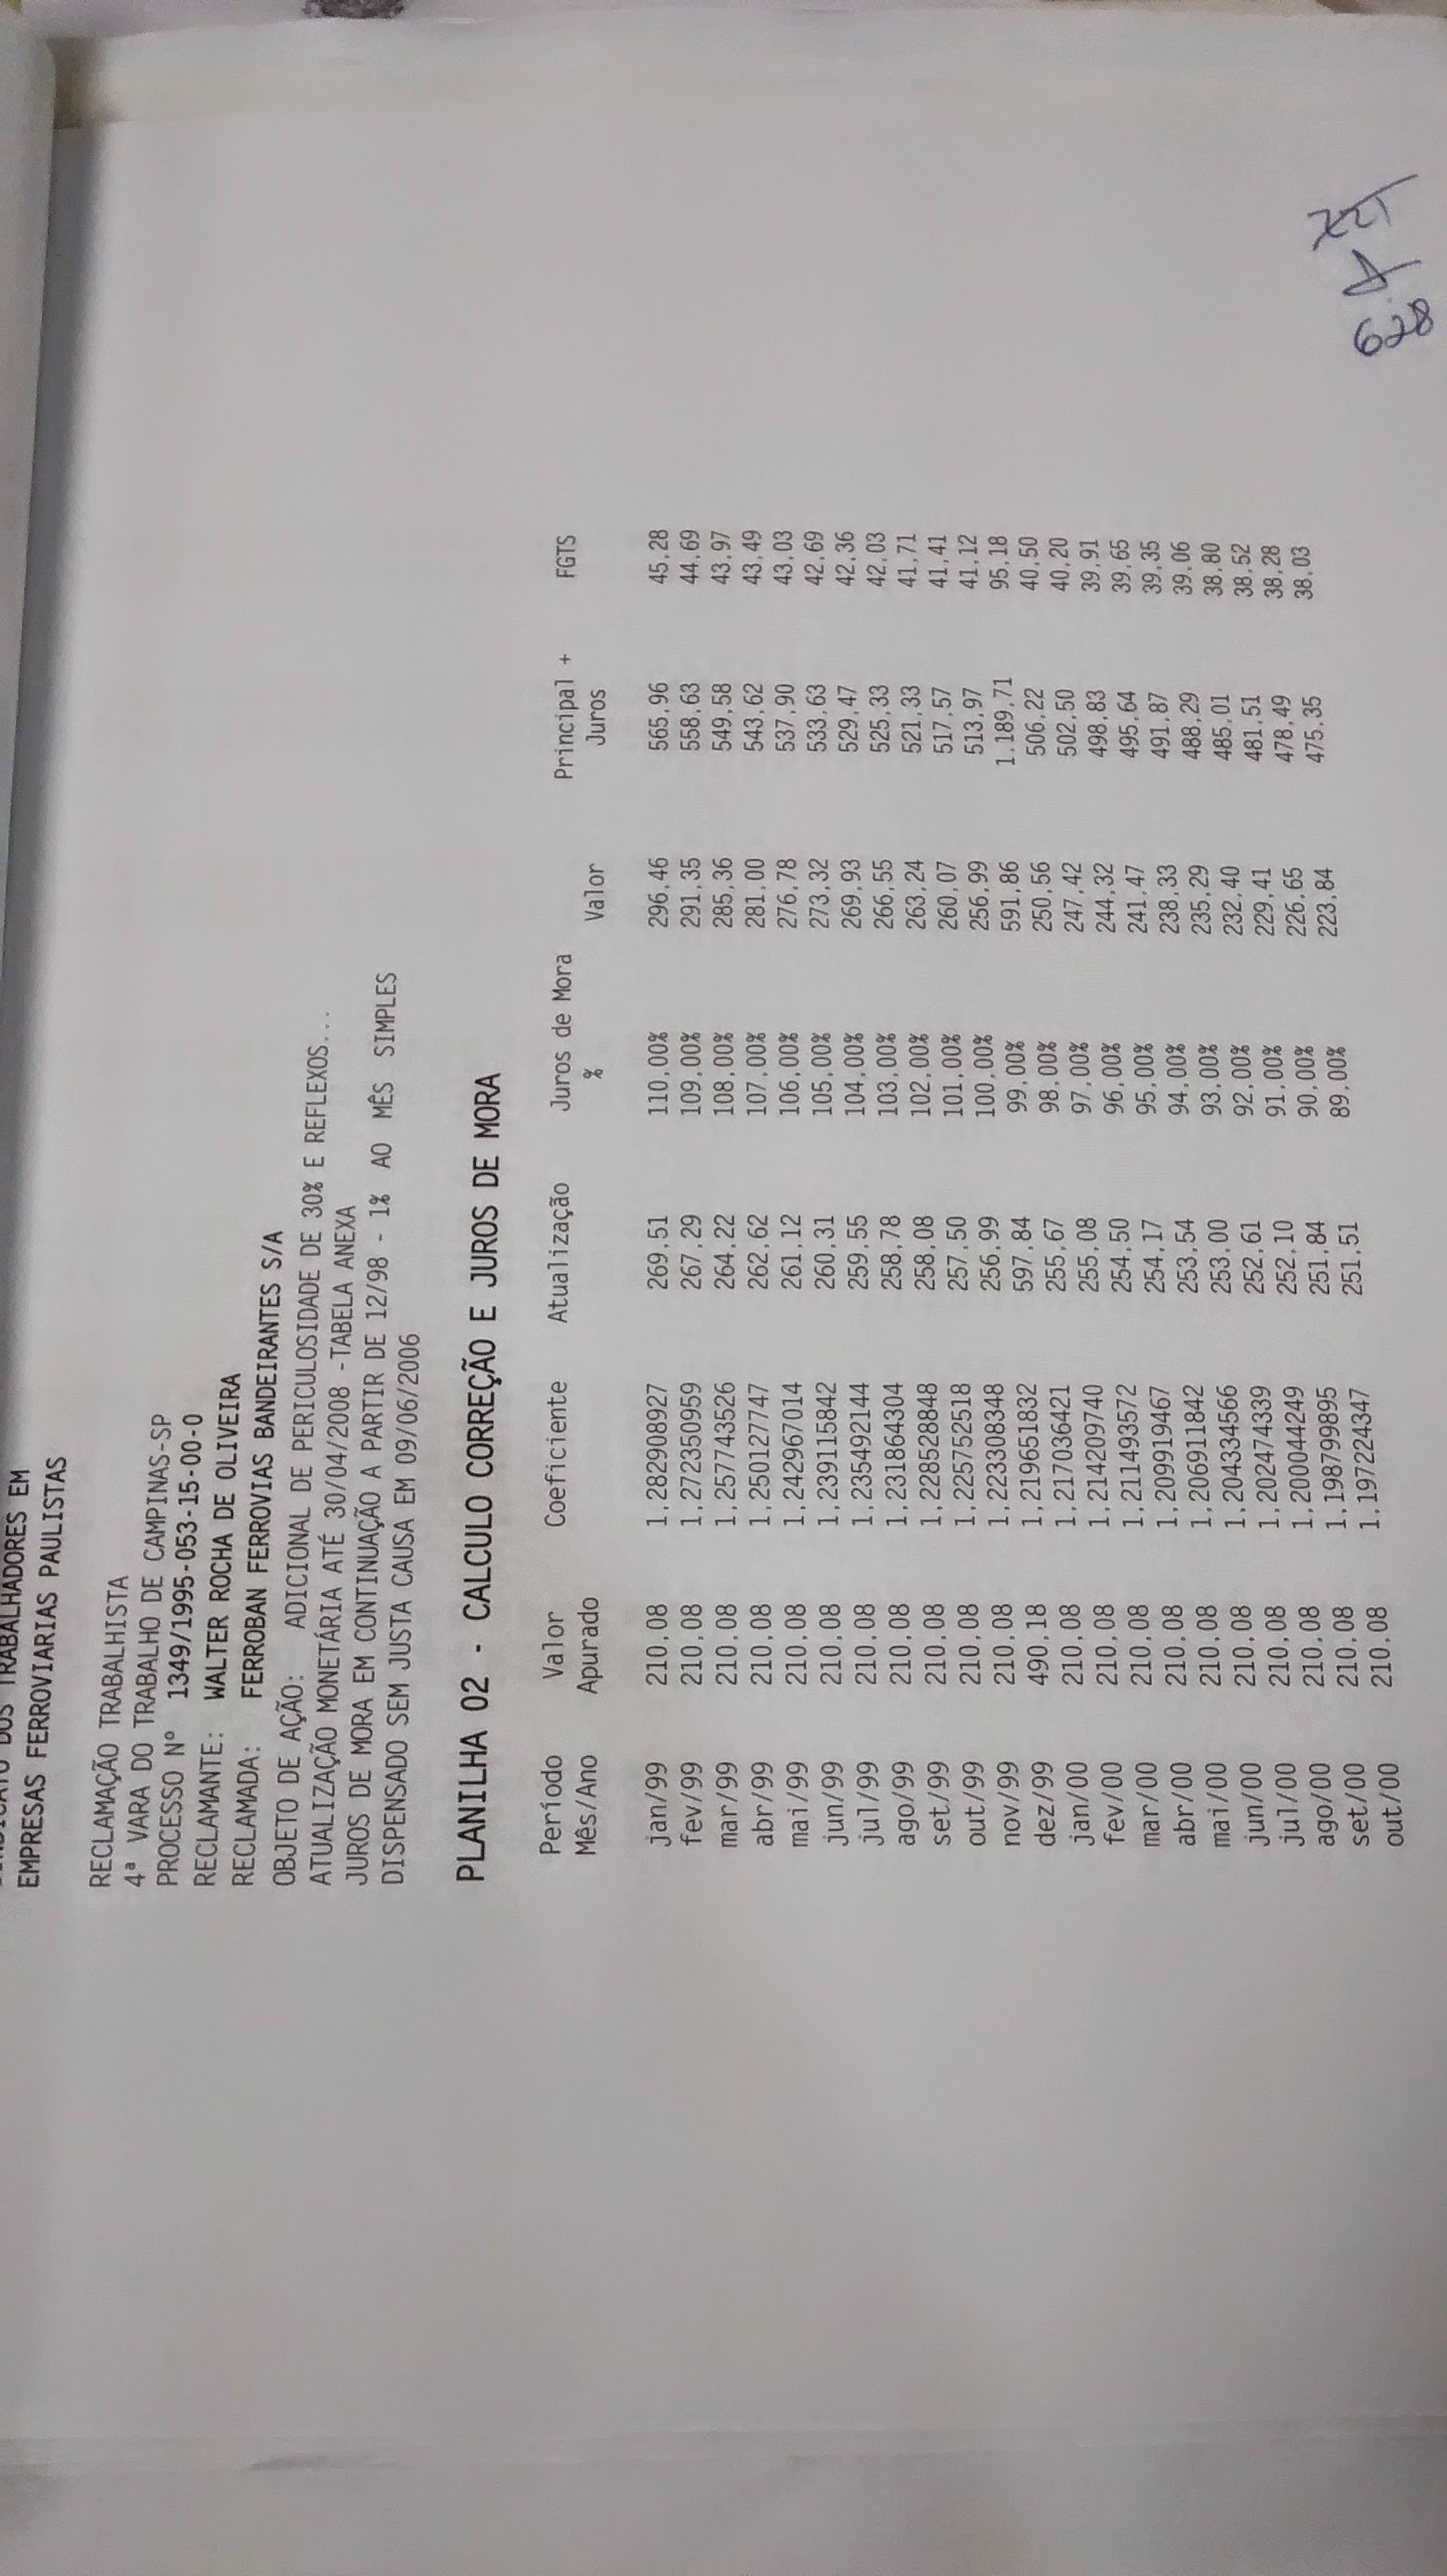 DOS TRABALHADORES EM
EMPRESAS FERROVIARIAS PAULISTAS
RECLAMAÇÃO TRABALHISTA
4ª VARA DO TRABALHO DE CAMPINAS-SP
PROCESSO Nº 1349/1995-053-15-00-0
RECLAMANTE: WALTER ROCHA DE OLIVEIRA
RECLAMADA: FERROBAN FERROVIAS BANDEIRANTES S/A
OBJETO DE AÇÃO: ADICIONAL DE PERICULOSIDADE DE 30% E REFLEXOS...
ATUALIZAÇÃO MONETÁRIA ATÉ 30/04/2008 -TABELA ANEXA
JUROS DE MORA EM CONTINUAÇÃO A PARTIR DE 12/98 - 1% AO MÊS SIMPLES
DISPENSADO SEM JUSTA CAUSA EM 09/06/2006
PLANILHA 02 - CALCULO CORREÇÃO E JUROS DE MORA
Período Valor Coeficiente Atualização Juros de Mora Principal + FGTS
Mês/Ano Apurado % Valor Juros
jan/99 210,08 1,282908927 269,51 110,00% 296,46 565,96 45,28
fev/99 210,08 1,272350959 267,29 109,00% 291,35 558,63 44,69
mar/99 210,08 1,257743526 264,22 108,00% 285,36 549,58 43,97
abr/99 210,08 1,250127747 262,62 107,00% 281,00 543,62 43,49
mai/99 210,08 1,242967014 261,12 106,00% 276,78 537,90 43,03
jun/99 210,08 1,239115842 260,31 105,00% 273,32 533,63 42,69
jul/99 210,08 1,235492144 259,55 104,00% 269,93 529,47 42,36
ago/99 210,08 1,231864304 258,78 103,00% 266,55 525,33 42,03
set/99 210,08 1,228528848 258,08 102,00% 263,24 521,33 41,71
out/99 210,08 1,225752518 257,50 101,00% 260,07 517,57 41,41
nov/99 210,08 1,223308348 256,99 100,00% 256,99 513,97 41,12
dez/99 490,18 1,219651832 597,84 99,00% 591,86 1.189,71 95,18
jan/00 210,08 1,217036421 255,67 98,00% 250,56 506,22 40,50
fev/00 210,08 1,214209740 255,08 97,00% 247,42 502,50 40,20
mar/00 210,08 1,211493572 254,50 96,00% 244,32 498,83 39,91
abr/00 210,08 1,209919467 254,17 95,00% 241,47 495,64 39,65
mai/00 210,08 1,206911842 253,54 94,00% 238,33 491,87 39,35
jun/00 210,08 1,204334566 253,00 93,00% 235,29 488,29 39,06
jul/00 210,08 1,202474339 252,61 92,00% 232,40 485,01 38,80
ago/00 210,08 1,200044249 252,10 91,00% 229,41 481,51 38,52
set/00 210,08 1,198799895 251,84 90,00% 226,65 478,49 38,28
out/00 210,08 1,197224347 251,51 89,00% 223,84 475,35 38,03
628